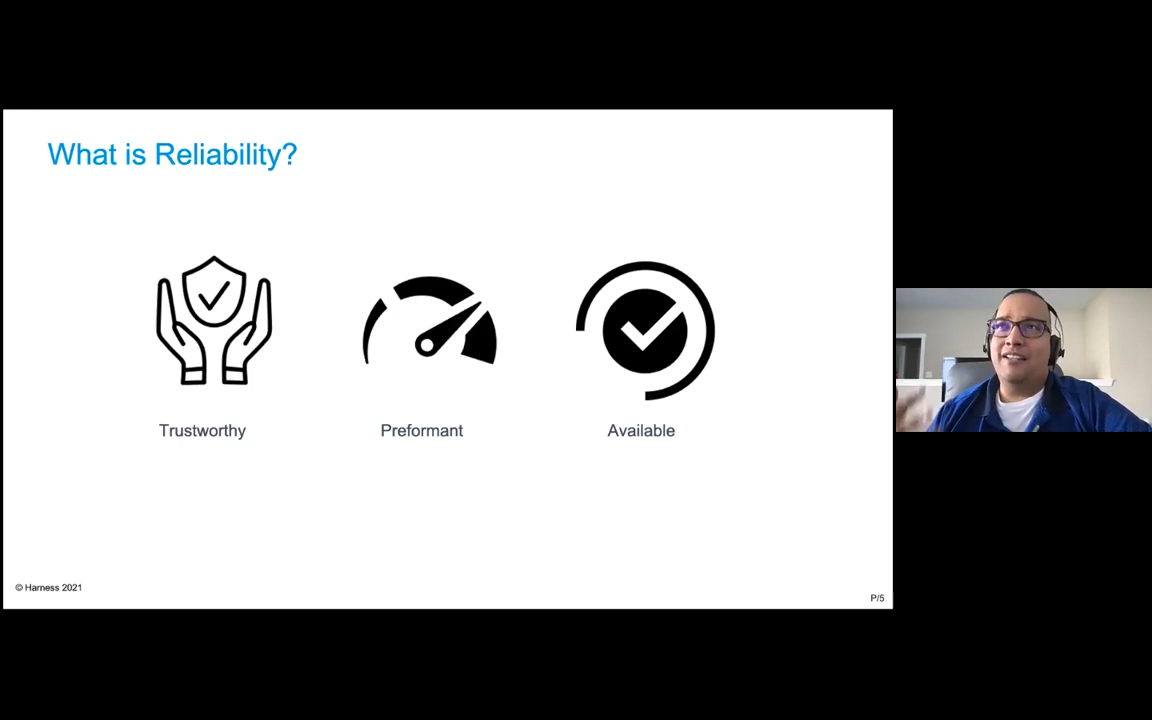 What is Reliability?
Trustworthy
Preformant
Available
© Harness 2021
P/5